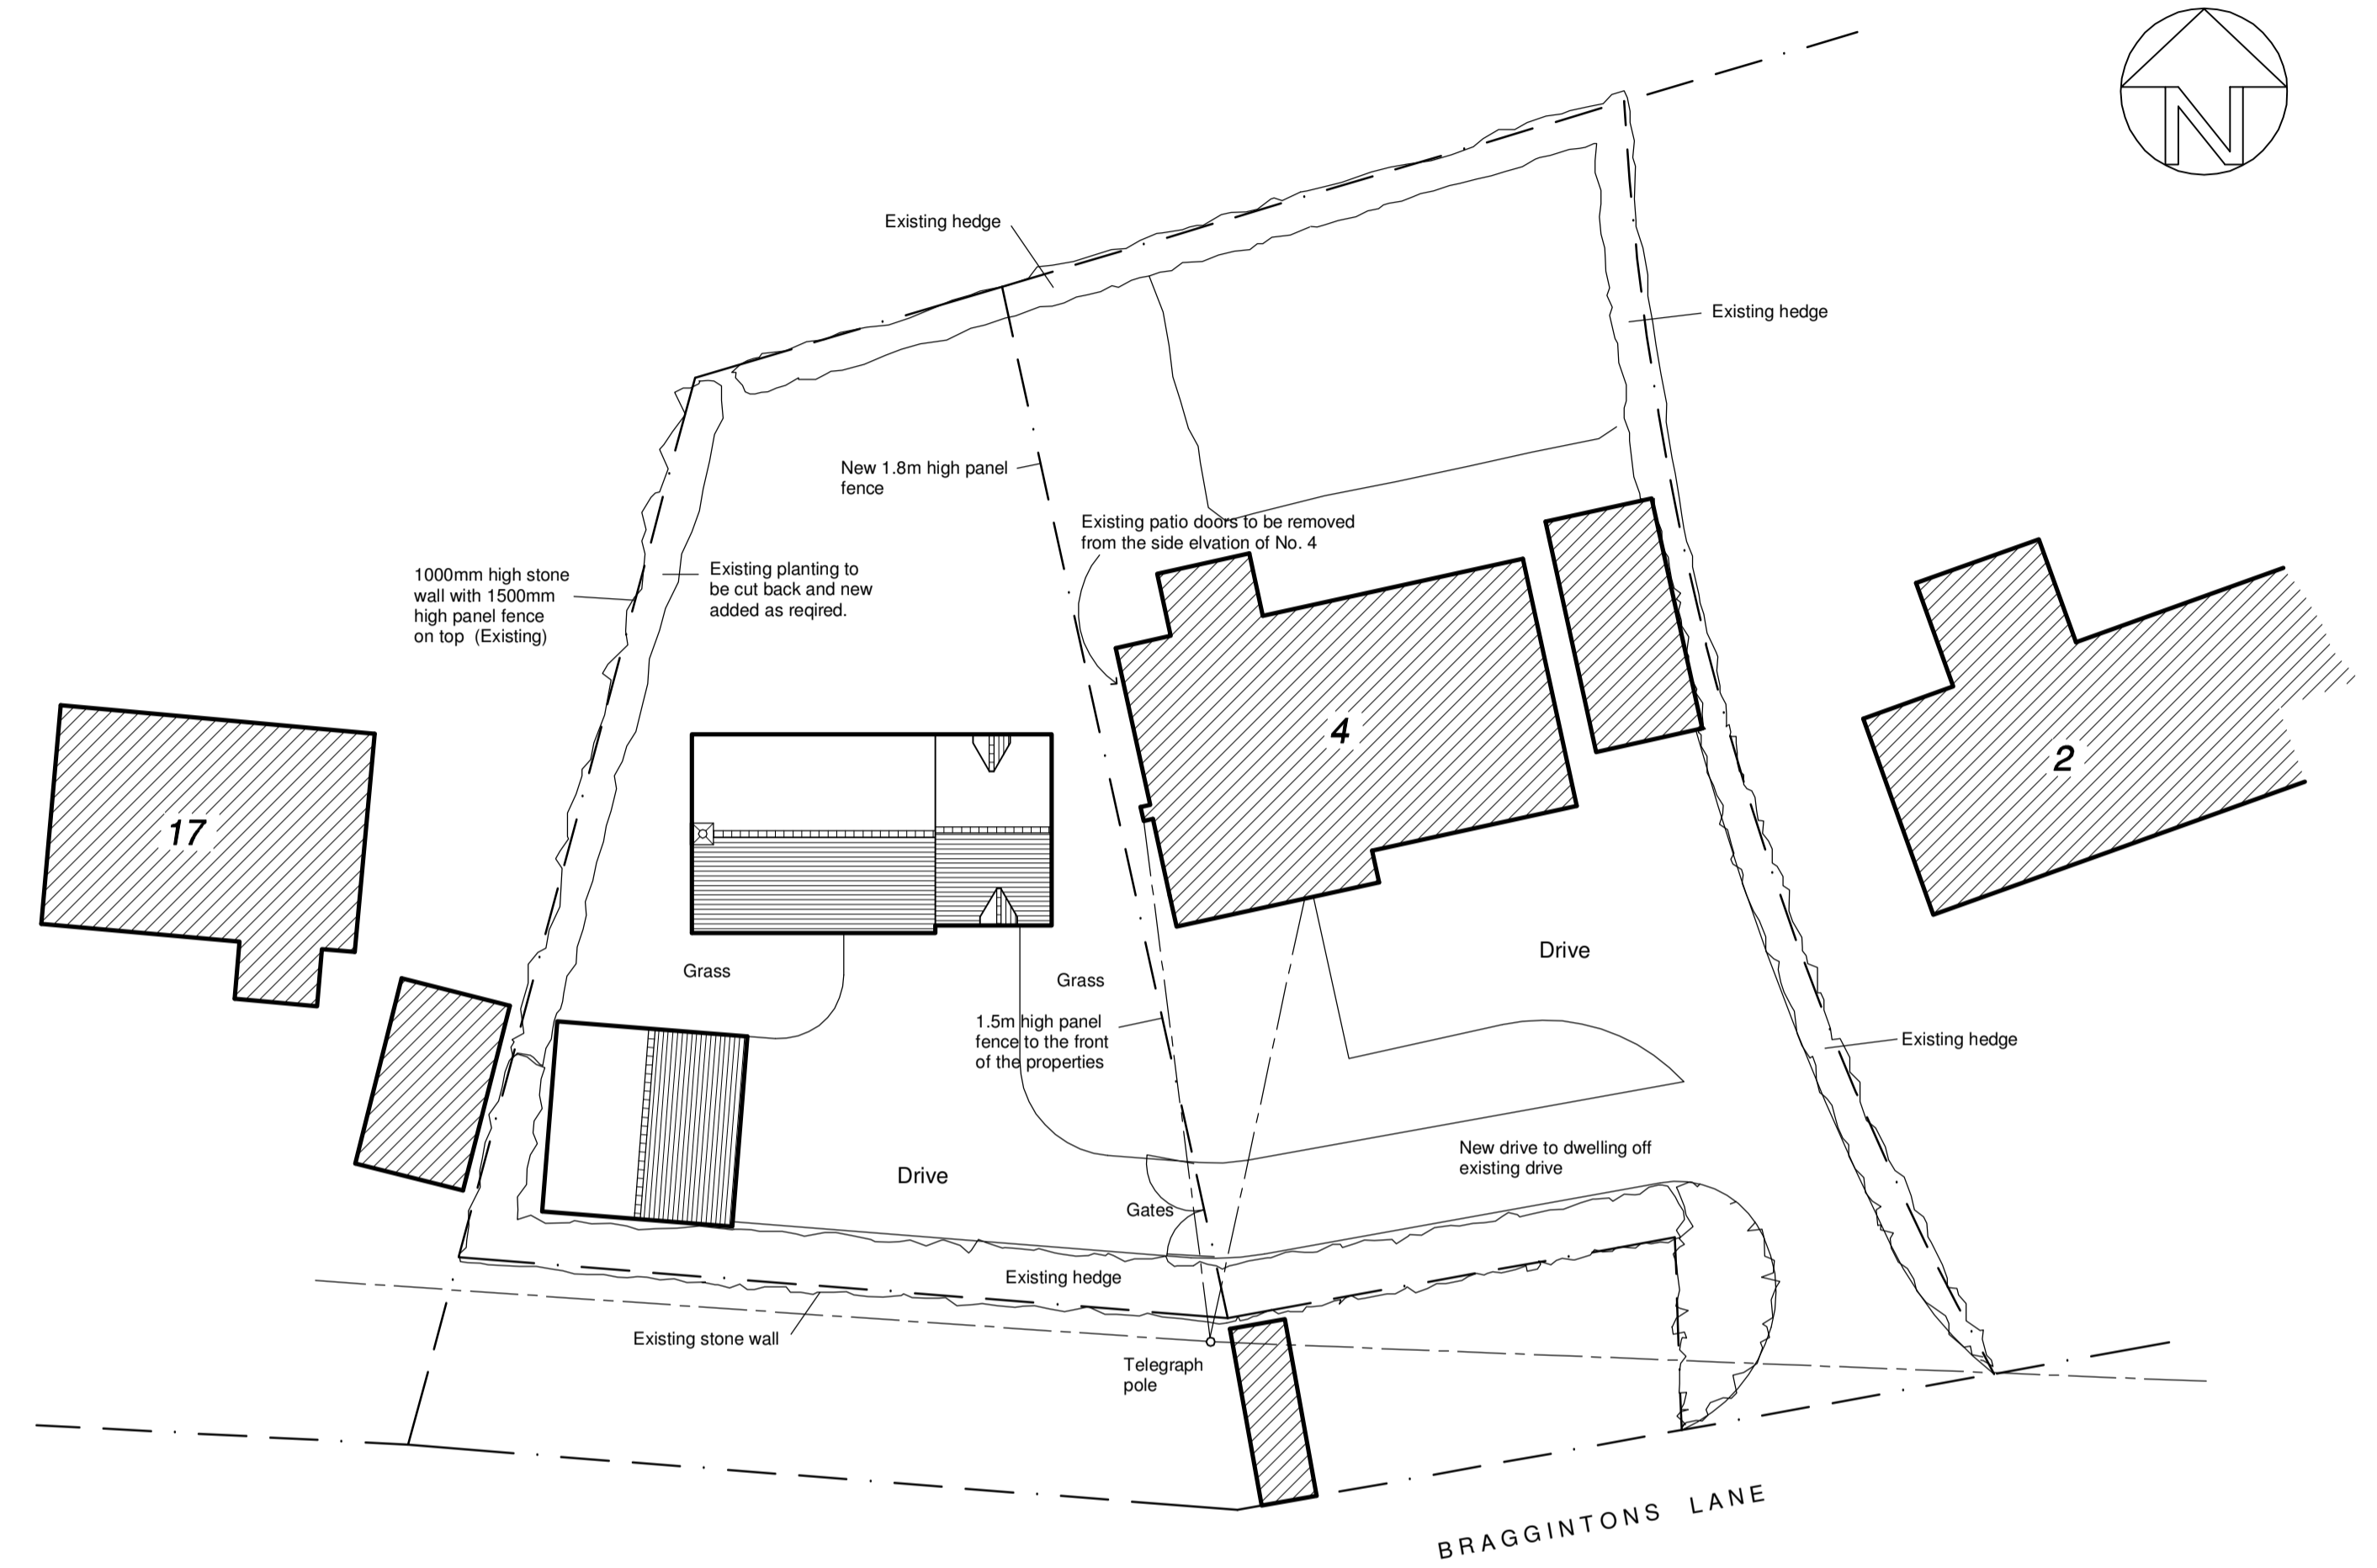 N
Existing hedge
Existing hedge
New 1.8m high panel
fence
Existing patio doors to be removed
from the side elvation of No. 4
1000mm high stone
wall with 1500mm
high panel fence
on top (Existing)
Existing planting to
be cut back and new
added as reqired.
4
2
17
Drive
Grass
Grass
1.5m high panel
fence to the front
of the properties
Existing hedge
New drive to dwelling off
existing drive
Drive
Gates
Existing hedge
Existing stone wall
Telegraph
pole
BRAGGINTONS LANE